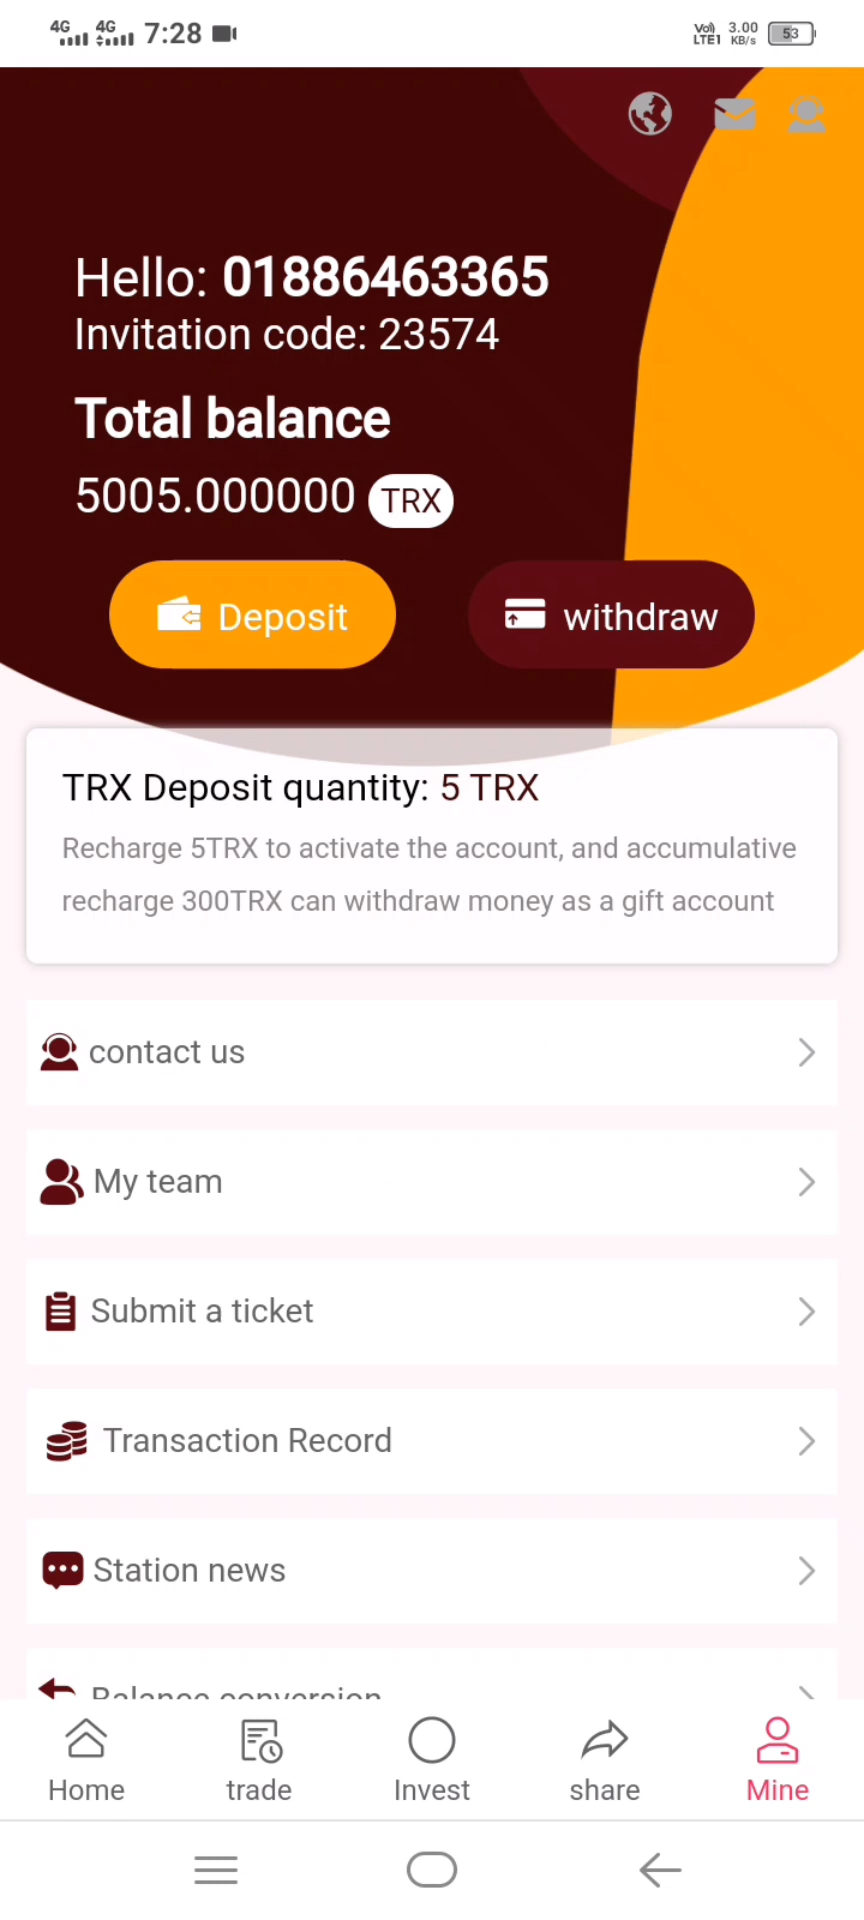 4G 4G 7:28 Vo) 3.00 53
LTE1 KB/s
Hello: 01886463365
Invitation code: 23574
Total balance
5005.000000 TRX
Deposit withdraw
TRX Deposit quantity: 5 TRX
Recharge 5TRX to activate the account, and accumulative
recharge 300TRX can withdraw money as a gift account
contact us
My team
Submit a ticket
Transaction Record
Station news
Balance conversion
Home trade Invest share Mine